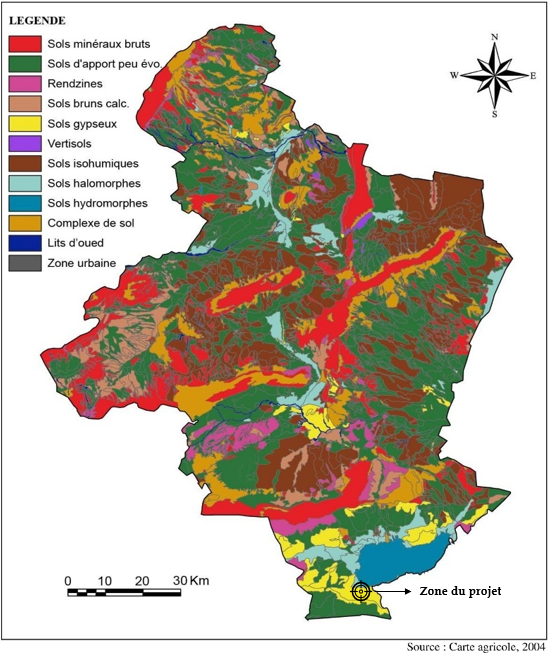 LEGENDE
Sols minéraux bruts
Sols d'apport peu évo.
Rendzines
Sols bruns calc.
Sols gypseux
Vertisols
Sols isohumiques
Sols halomorphes
Sols hydromorphes
Complexe de sol
Lits d'oued
Zone urbaine
N
W E
S
0 10 20 30 Km
Zone du projet
Source : Carte agricole, 2004